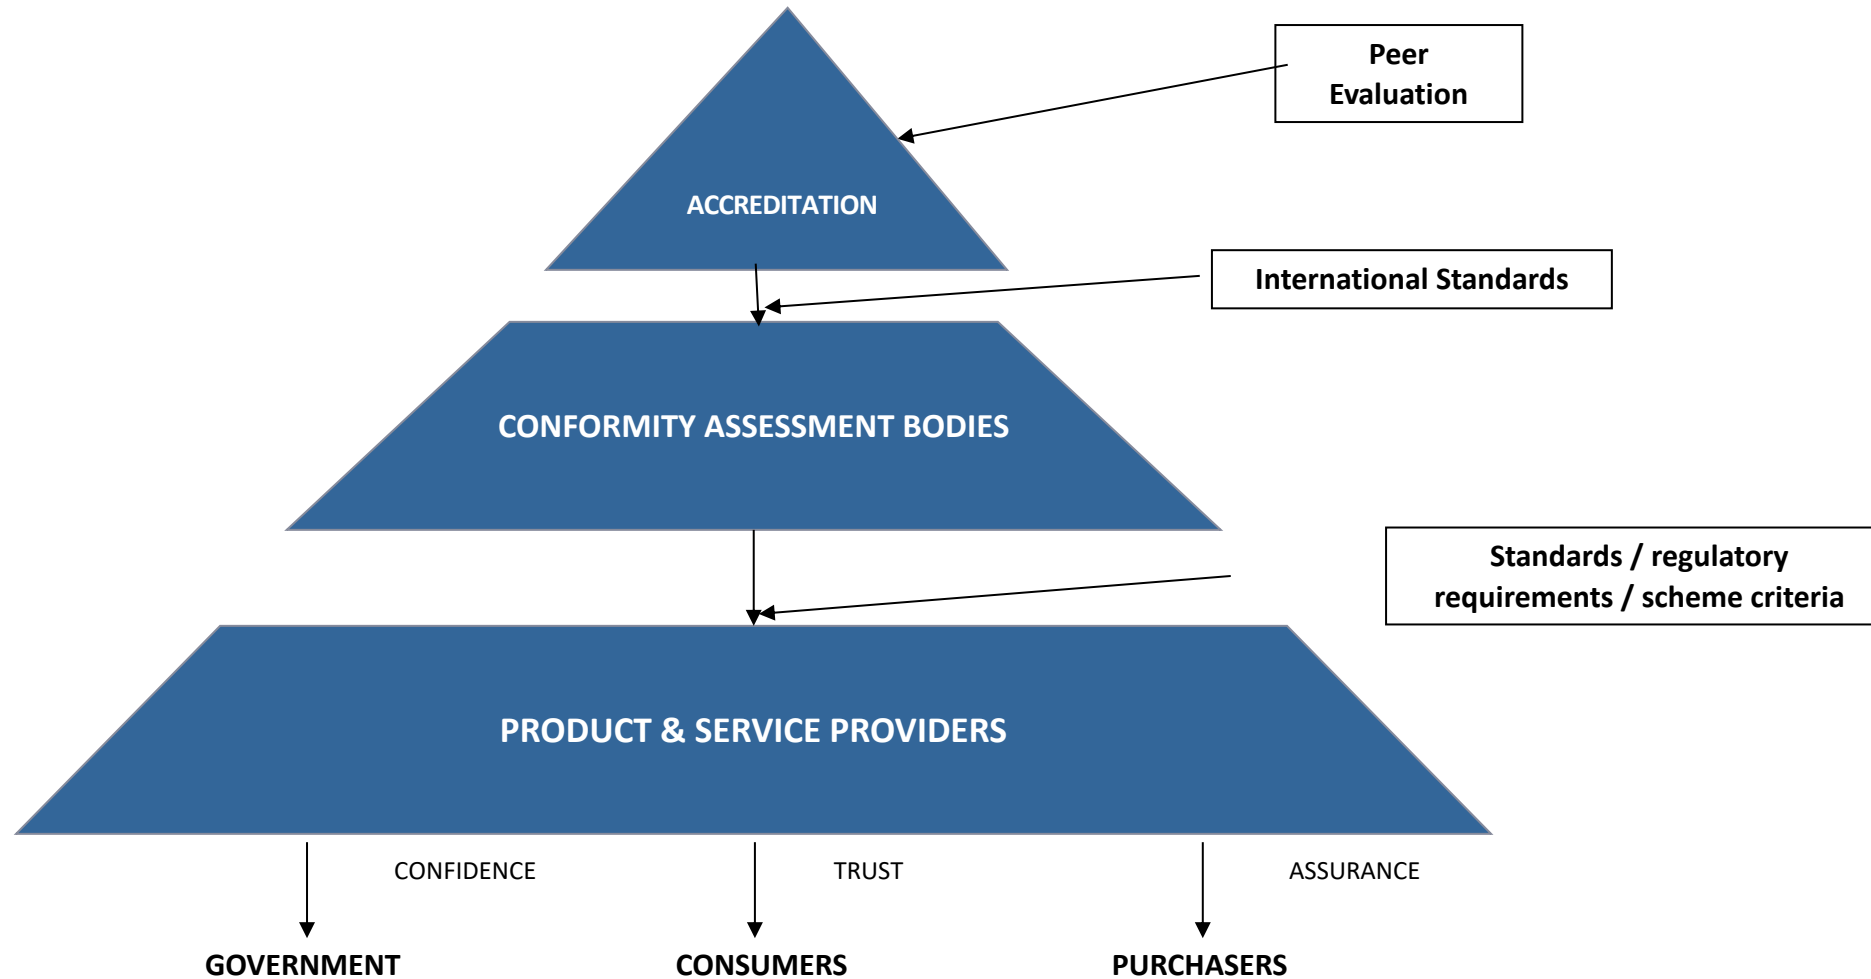 Peer
Evaluation
ACCREDITATION
International Standards
CONFORMITY ASSESSMENT BODIES
Standards / regulatory
requirements / scheme criteria
PRODUCT & SERVICE PROVIDERS
CONFIDENCE
TRUST
ASSURANCE
GOVERNMENT
CONSUMERS
PURCHASERS